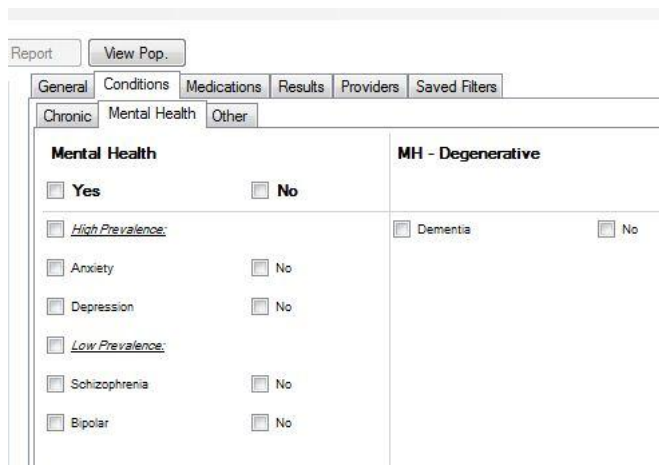 Report View Pop.
General Conditions Medications Results Providers Saved Filters
Chronic Mental Health Other
Mental Health MH - Degenerative
Yes No
High Prevalence: Dementia No
Anxiety No
Depression No
Low Prevalence:
Schizophrenia No
Bipolar No